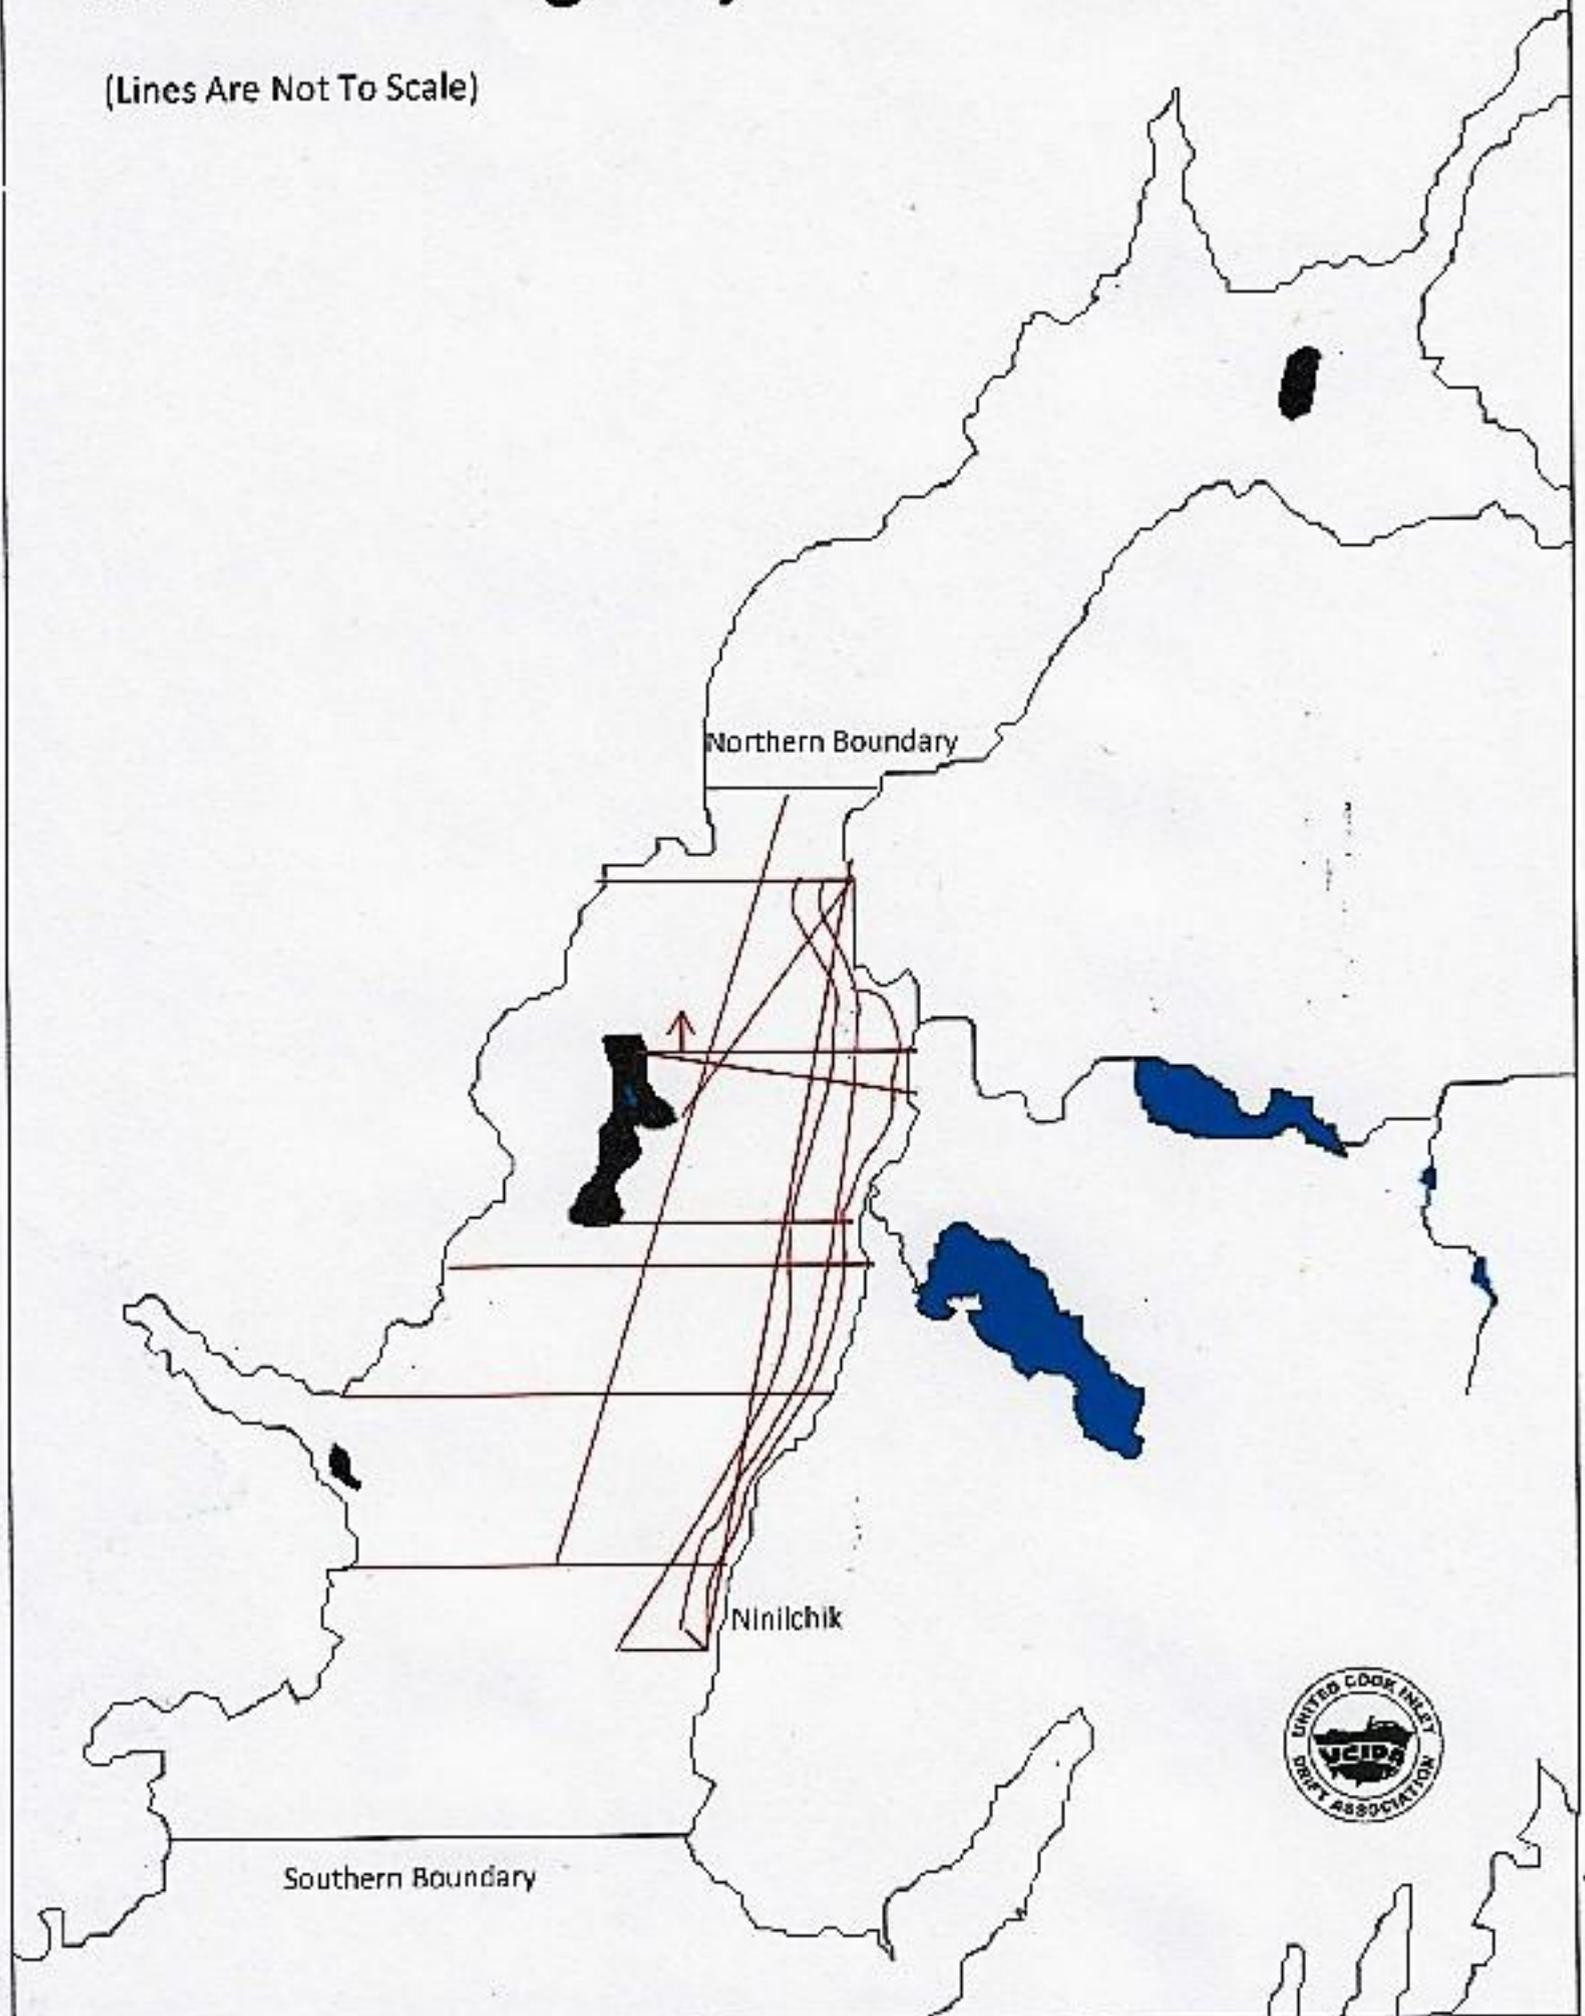 (Lines Are Not To Scale)
Northern Boundary
Ninilchik
UNITED COOK INLET
UCIDA
DRIFT ASSOCIATION
Southern Boundary